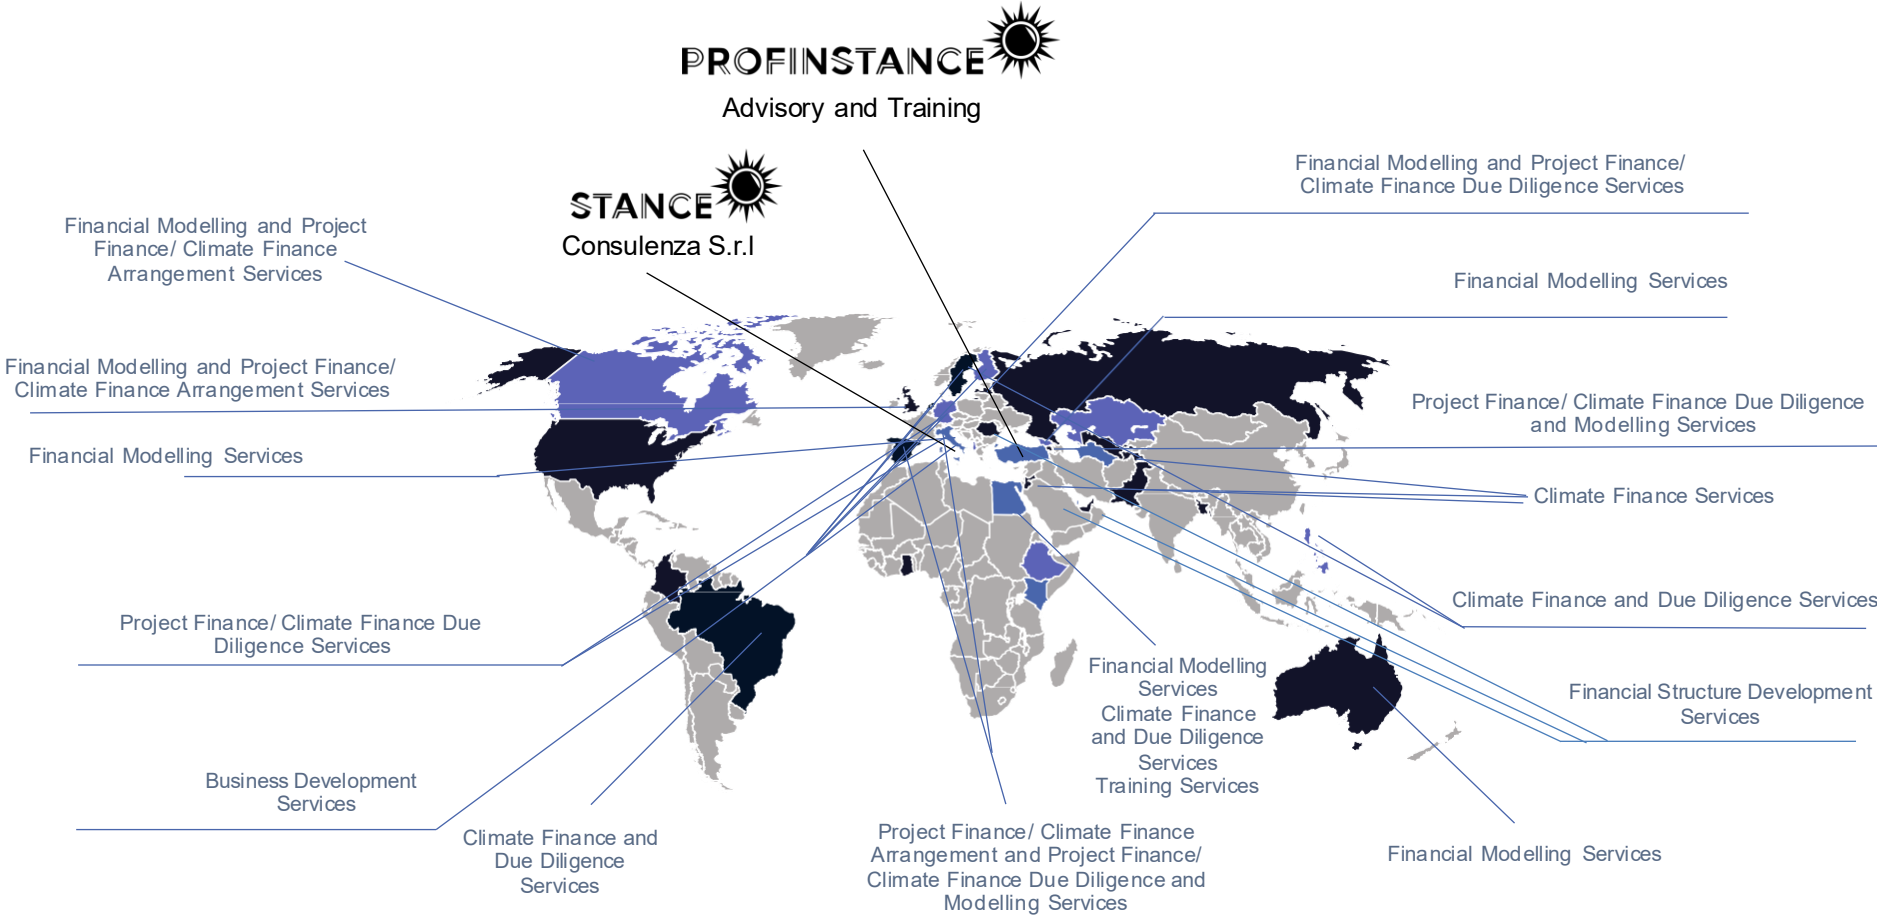 PROFINSTANCE
Advisory and Training
STANCE
Consulenza S.r.l
Financial Modelling and Project Finance/
Climate Finance Due Diligence Services
Financial Modelling and Project
Finance/ Climate Finance
Arrangement Services
Financial Modelling Services
Financial Modelling and Project Finance/
Climate Finance Arrangement Services
Project Finance/ Climate Finance Due Diligence
and Modelling Services
Financial Modelling Services
Climate Finance Services
Climate Finance and Due Diligence Services
Project Finance/ Climate Finance Due
Diligence Services
Financial Modelling
Services
Climate Finance
and Due Diligence
Services
Training Services
Financial Structure Development
Services
Business Development
Services
Climate Finance and
Due Diligence
Services
Project Finance/ Climate Finance
Arrangement and Project Finance/
Climate Finance Due Diligence and
Modelling Services
Financial Modelling Services